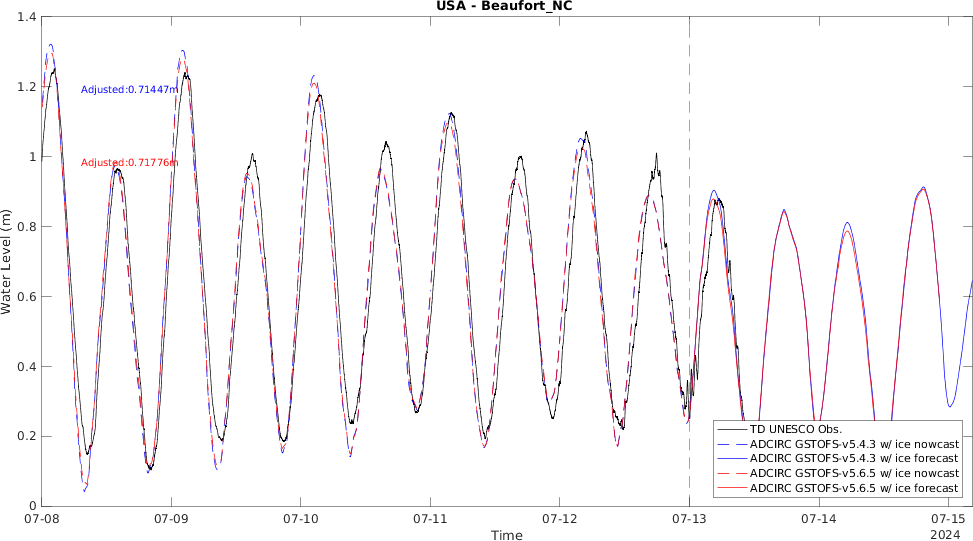 USA - Beaufort_NC
1.4
1.2
1
0.8
0.6
0.4
0.2
0
Water Level (m)
Adjusted:0.71447m
Adjusted:0.71776m
TD UNESCO Obs.
ADCIRC GSTOFS-v5.4.3 w/ ice nowcast
ADCIRC GSTOFS-v5.4.3 w/ ice forecast
ADCIRC GSTOFS-v5.6.5 w/ ice nowcast
ADCIRC GSTOFS-v5.6.5 w/ ice forecast
07-08 07-09 07-10 07-11 07-12 07-13 07-14 07-15
Time
2024